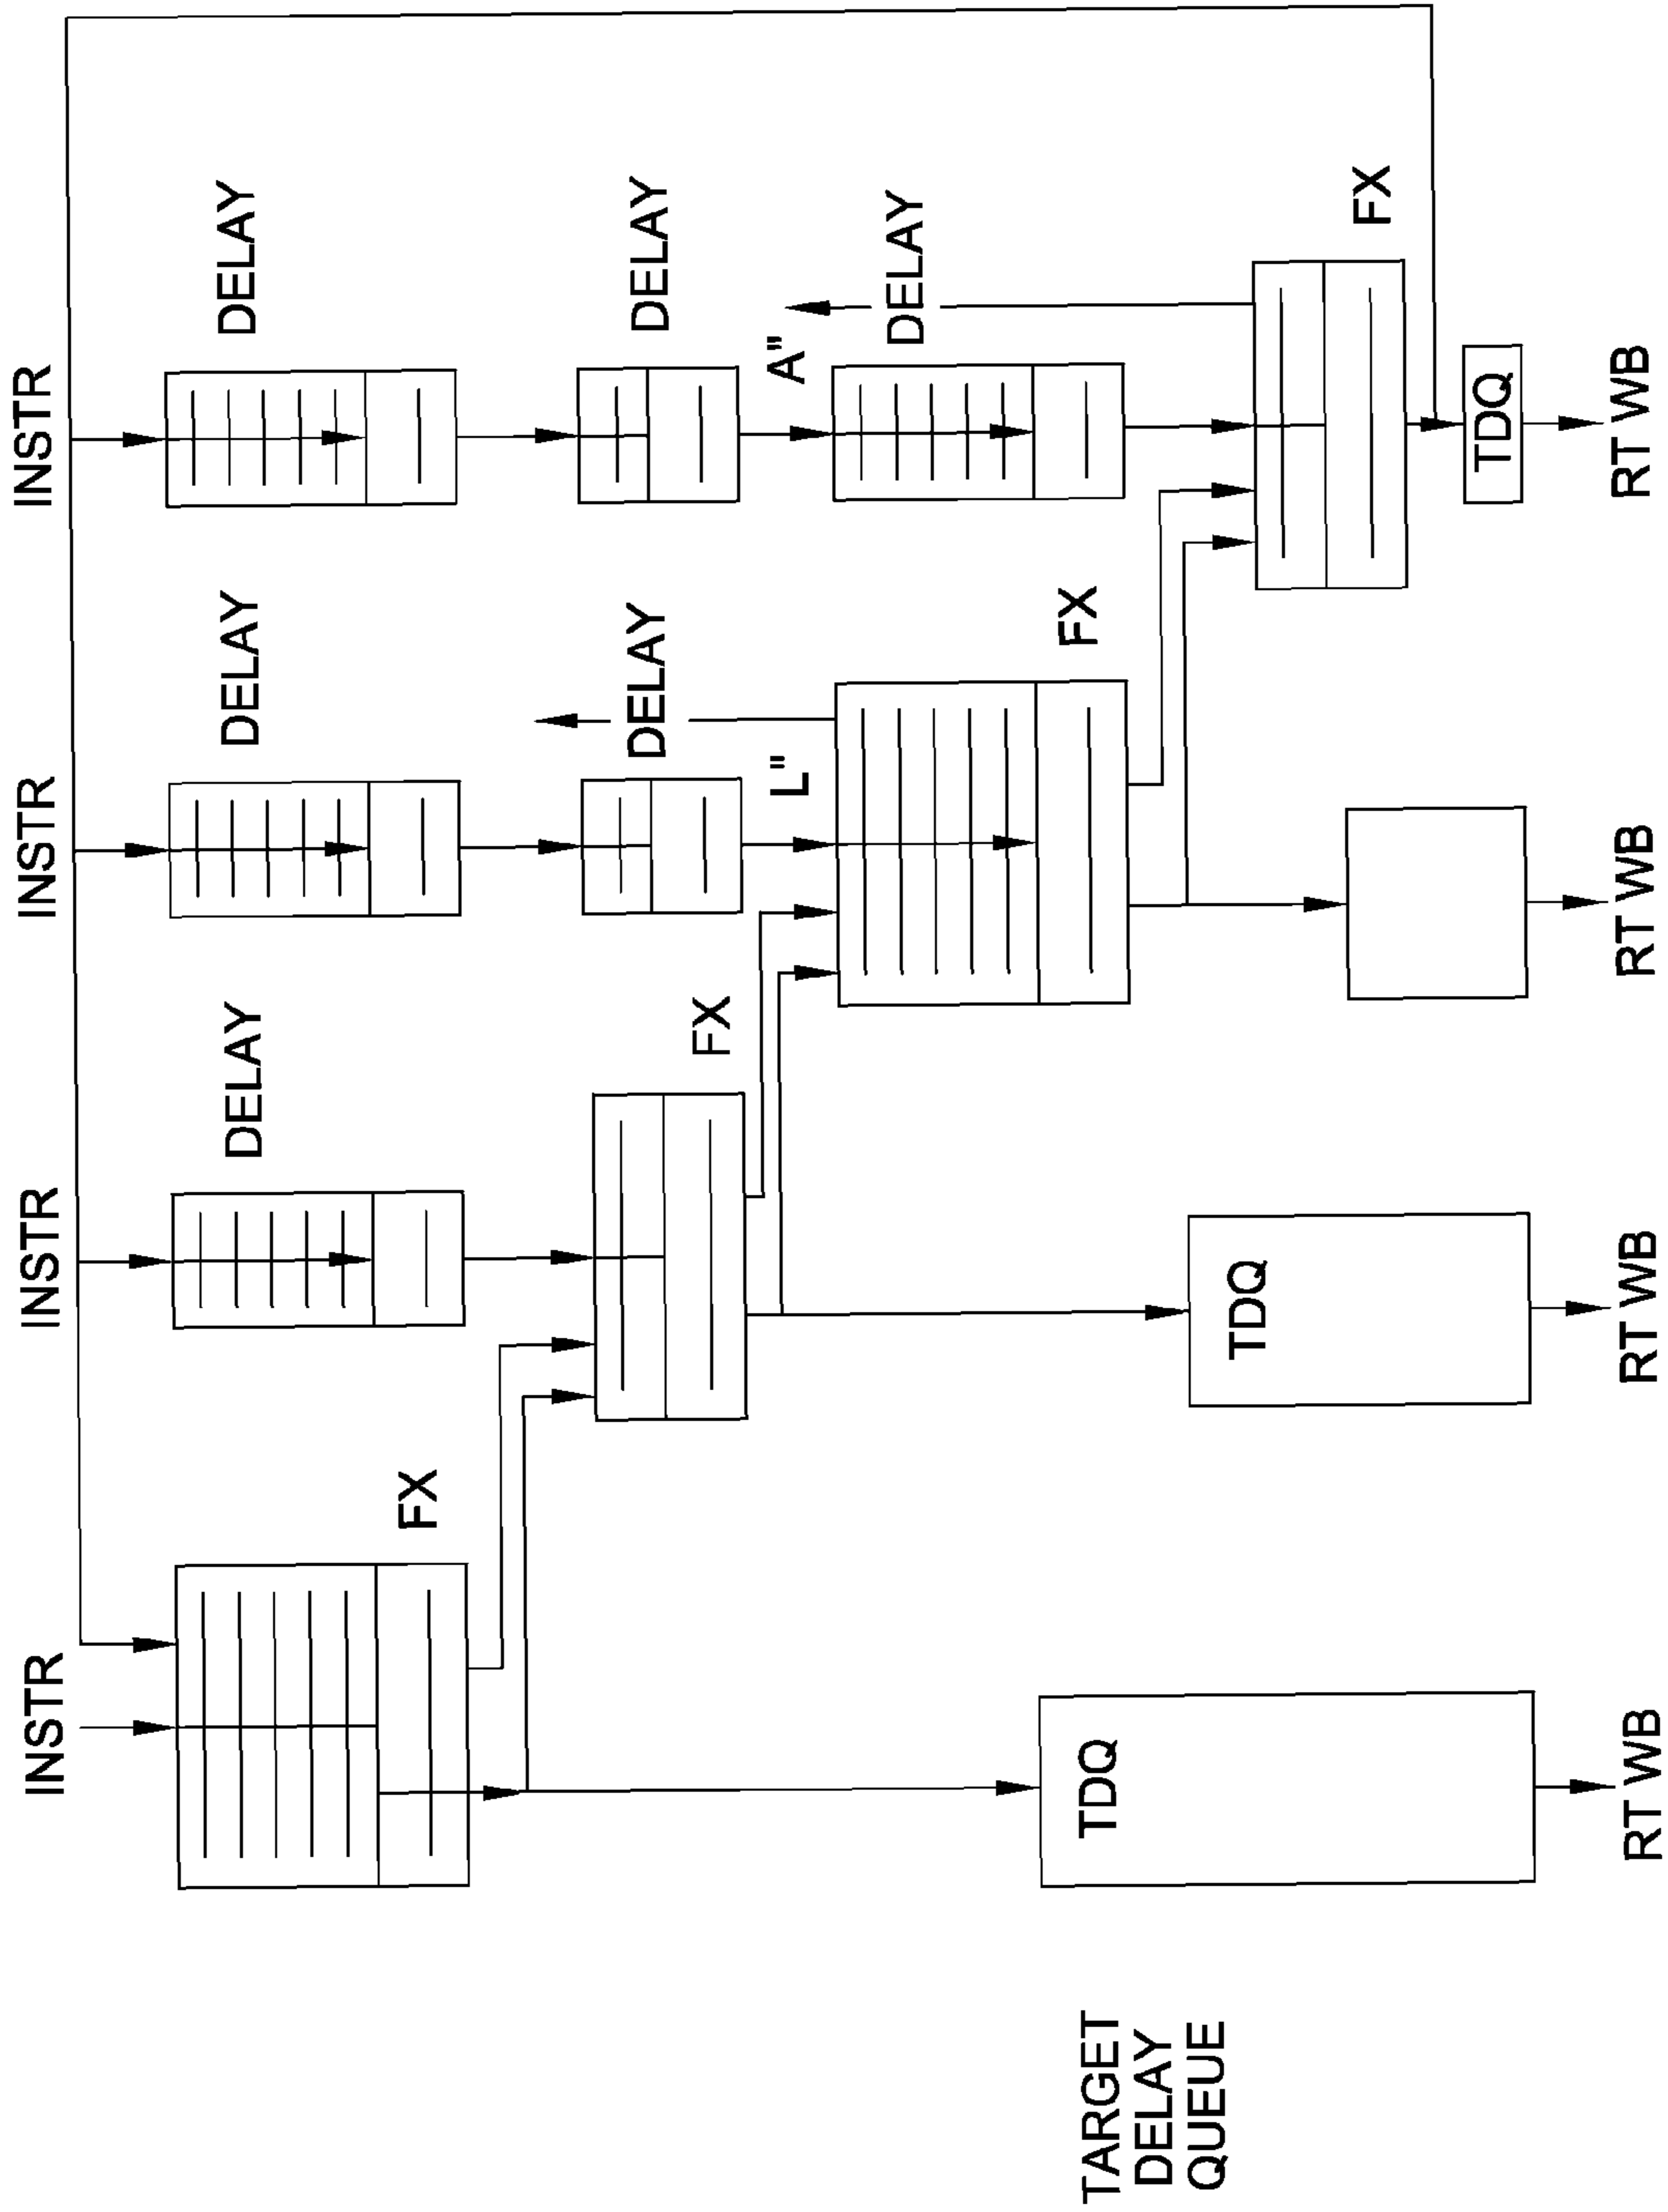 INSTR
INSTR
INSTR
INSTR
DELAY
DELAY
DELAY
FX
DELAY
DELAY
FX
L"
A"
DELAY
FX
FX
TARGET
DELAY
QUEUE
TDQ
TDQ
TDQ
RT WB
RT WB
RT WB
RT WB